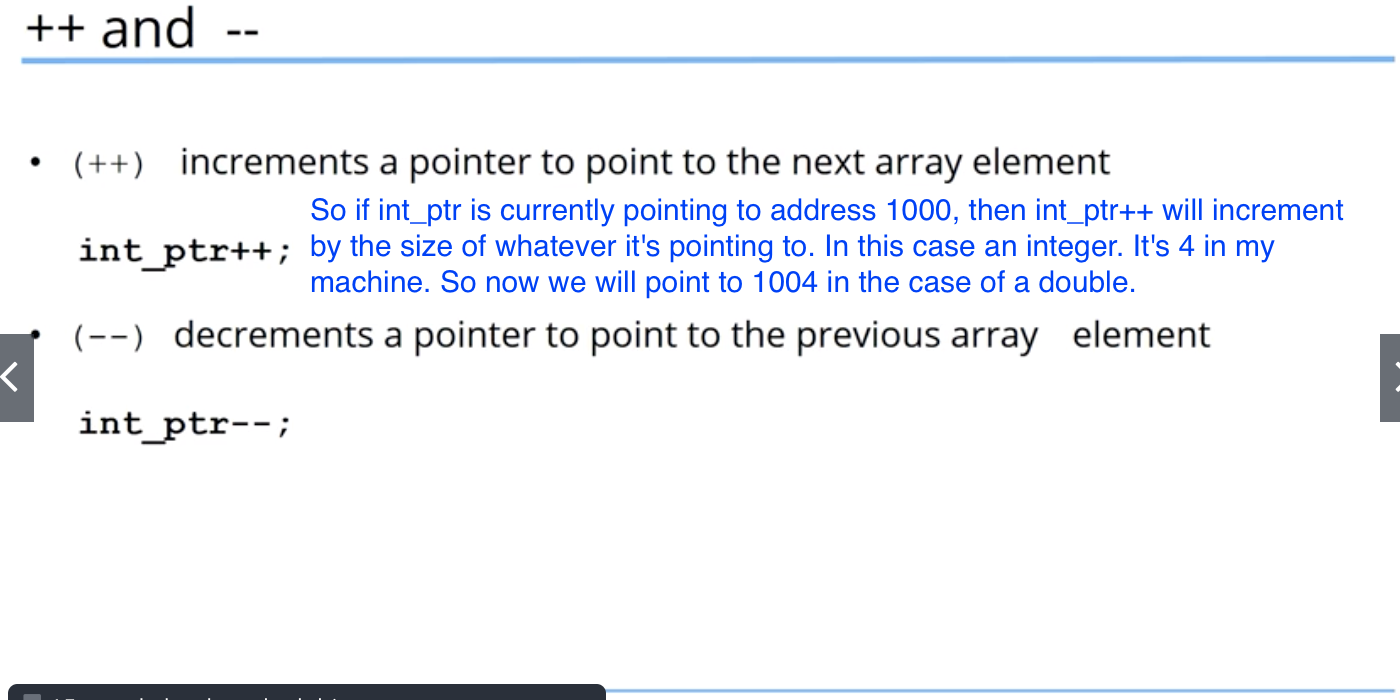 ++ and --
• (++) increments a pointer to point to the next array element
So if int_ptr is currently pointing to address 1000, then int_ptr++ will increment
int_ptr++; by the size of whatever it's pointing to. In this case an integer. It's 4 in my
machine. So now we will point to 1004 in the case of a double.
• (--) decrements a pointer to point to the previous array element
int_ptr--;